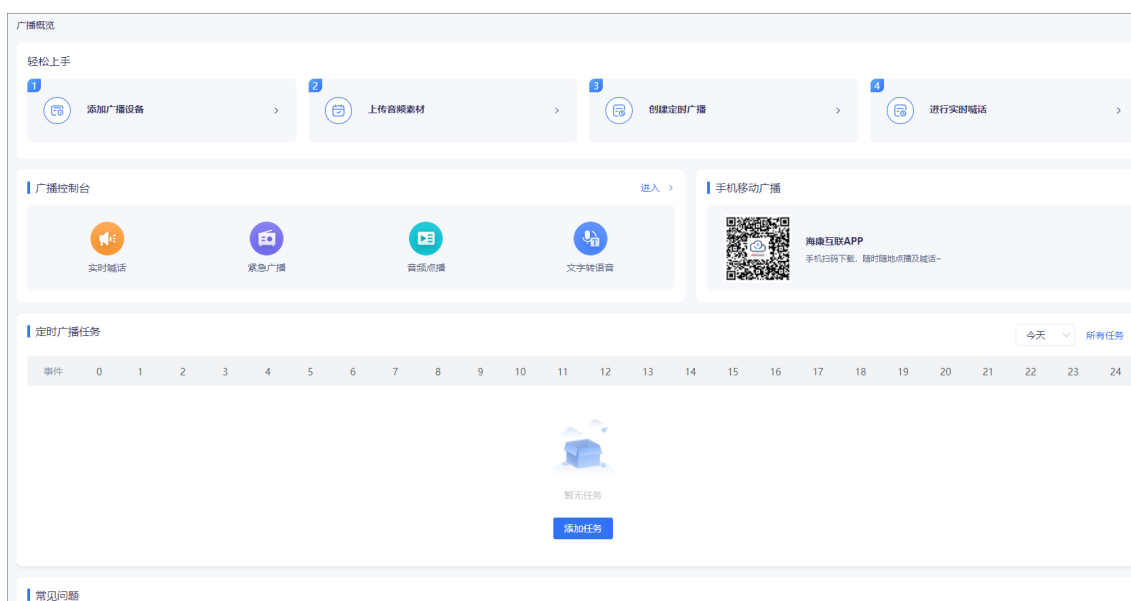 广播概览
轻松上手
1 添加广播设备
2 上传音频素材
3 创建定时广播
4 进行实时喊话
广播控制台 进入
手机移动广播
实时喊话 紧急广播 音频点播 文字转语音
海康互联APP
手机扫码下载，随时随地点播及喊话~
定时广播任务 今天 所有任务
事件 0 1 2 3 4 5 6 7 8 9 10 11 12 13 14 15 16 17 18 19 20 21 22 23 24
暂无任务
添加任务
常见问题